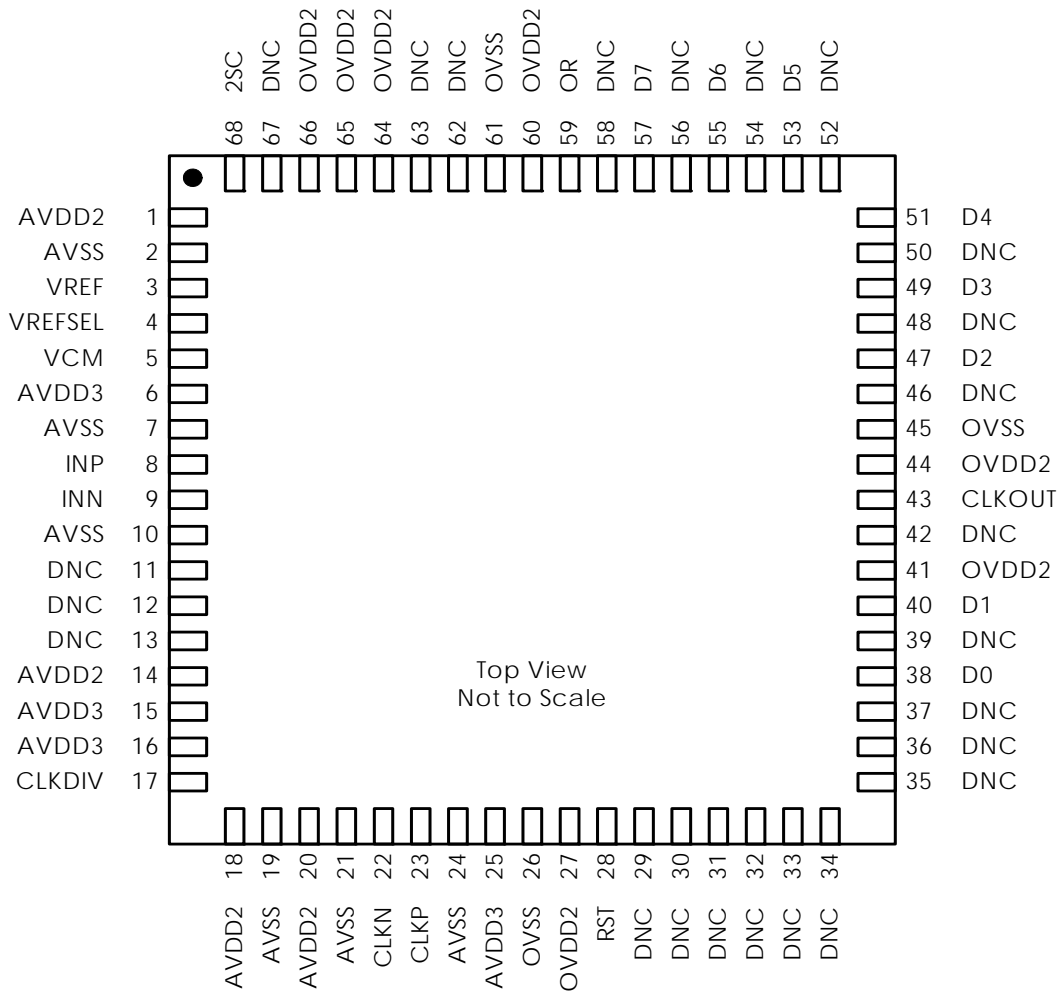 2SC DNC OVDD2 OVDD2 OVDD2 DNC DNC OVSS OVDD2 OR DNC D7 DNC D6 DNC D5 DNC
68 67 66 65 64 63 62 61 60 59 58 57 56 55 54 53 52
AVDD2 1
AVSS 2
VREF 3
VREFSEL 4
VCM 5
AVDD3 6
AVSS 7
INP 8
INN 9
AVSS 10
DNC 11
DNC 12
DNC 13
AVDD2 14
AVDD3 15
AVDD3 16
CLKDIV 17
Top View
Not to Scale
51 D4
50 DNC
49 D3
48 DNC
47 D2
46 DNC
45 OVSS
44 OVDD2
43 CLKOUT
42 DNC
41 OVDD2
40 D1
39 DNC
38 D0
37 DNC
36 DNC
35 DNC
18 19 20 21 22 23 24 25 26 27 28 29 30 31 32 33 34
AVDD2 AVSS AVDD2 AVSS CLKN CLKP AVSS AVDD3 OVSS OVDD2 RST DNC DNC DNC DNC DNC DNC